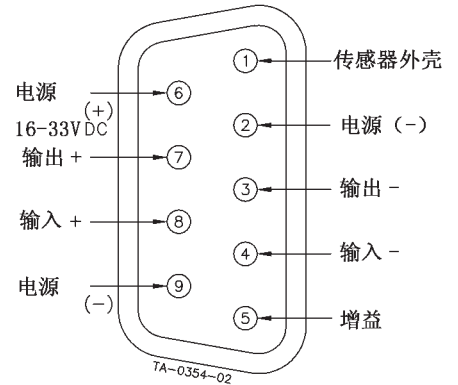 ① 传感器外壳
电源 (+) ⑥
16-33VDC
② 电源 (-)
输出 + ⑦
③ 输出 -
输入 + ⑧
④ 输入 -
电源 (-) ⑨
⑤ 增益
TA-0354-02